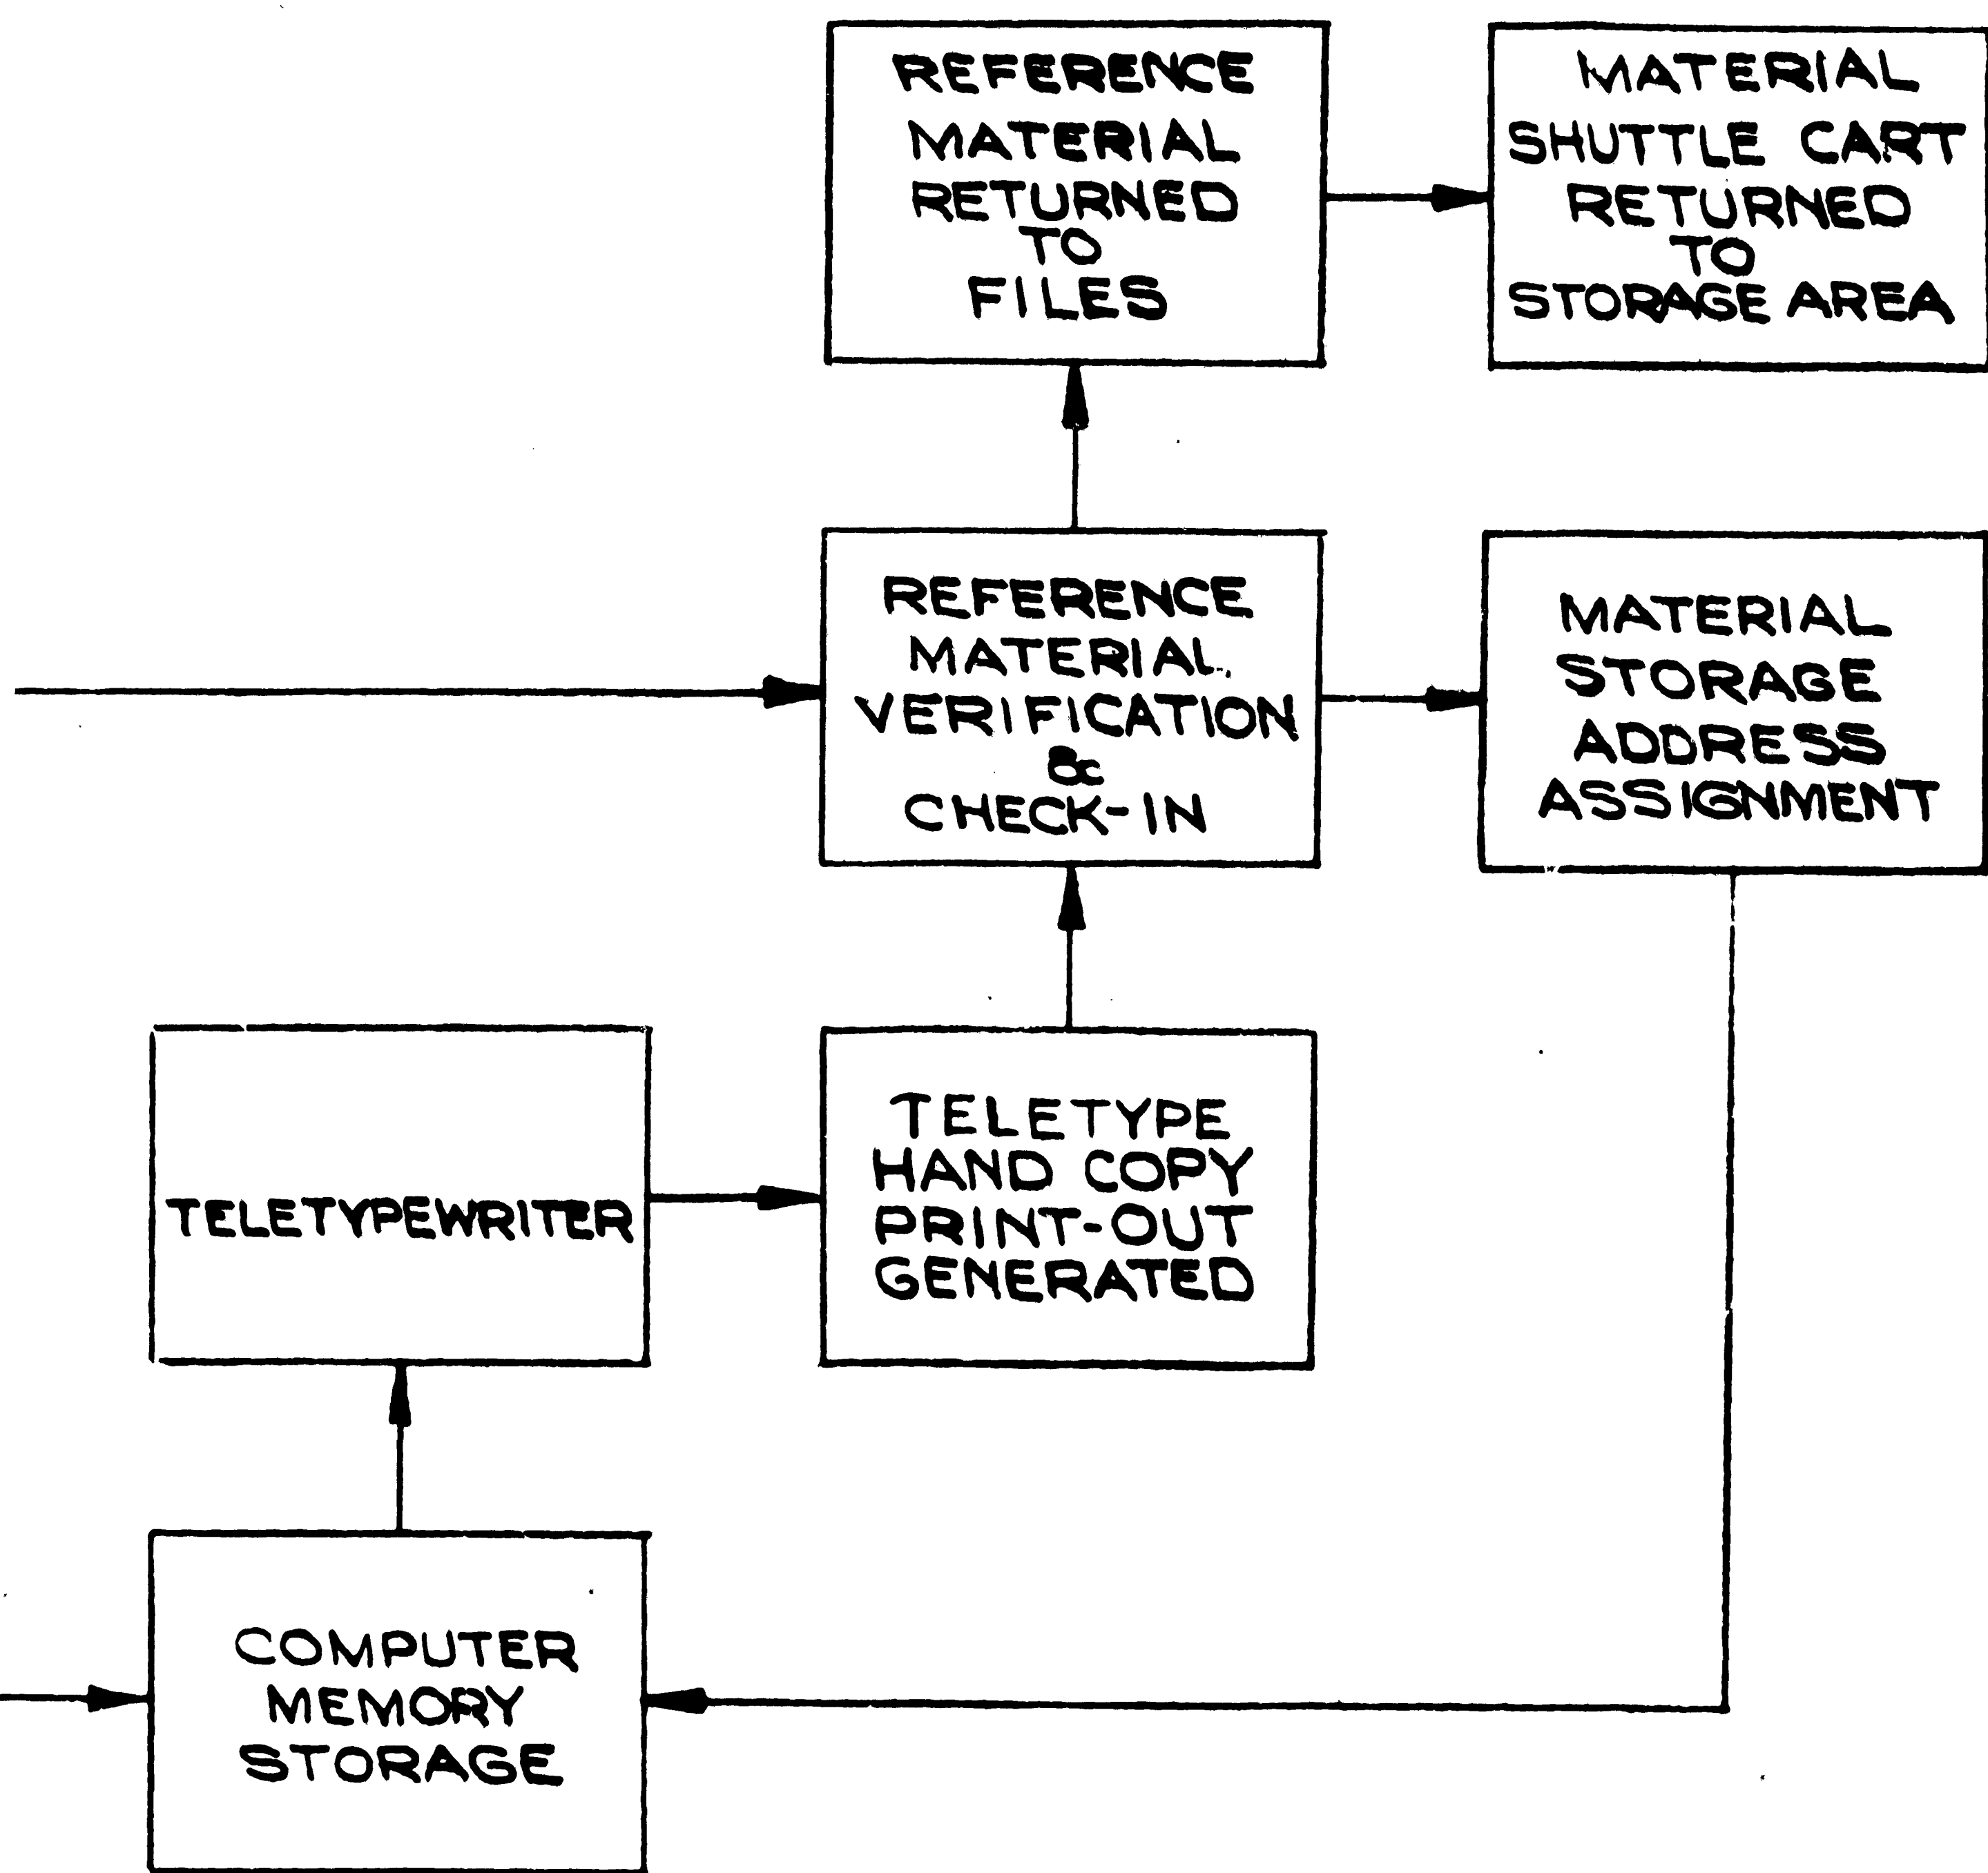 REFERENCE
MATERIAL
RETURNED
TO
FILES
MATERIAL
SHUTTLE CART
RETURNED
TO
STORAGE AREA
REFERENCE
MATERIAL
VERIFICATION
&
CHECK-IN
MATERIAL
STORAGE
ADDRESS
ASSIGNMENT
TELETYPEWRITER
TELETYPE
HAND COPY
PRINT-OUT
GENERATED
COMPUTER
MEMORY
STORAGE